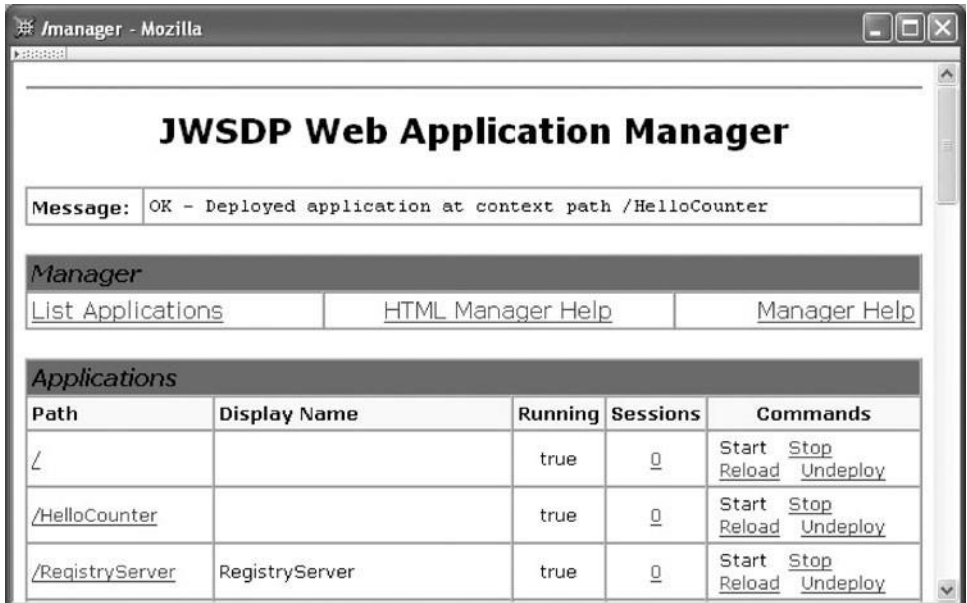 /manager - Mozilla
JWSDP Web Application Manager
Message: OK - Deployed application at context path /HelloCounter
Manager
List Applications HTML Manager Help Manager Help
Applications
Path Display Name Running Sessions Commands
/ true 0 Start Stop
Reload Undeploy
/HelloCounter true 0 Start Stop
Reload Undeploy
/RegistryServer RegistryServer true 0 Start Stop
Reload Undeploy